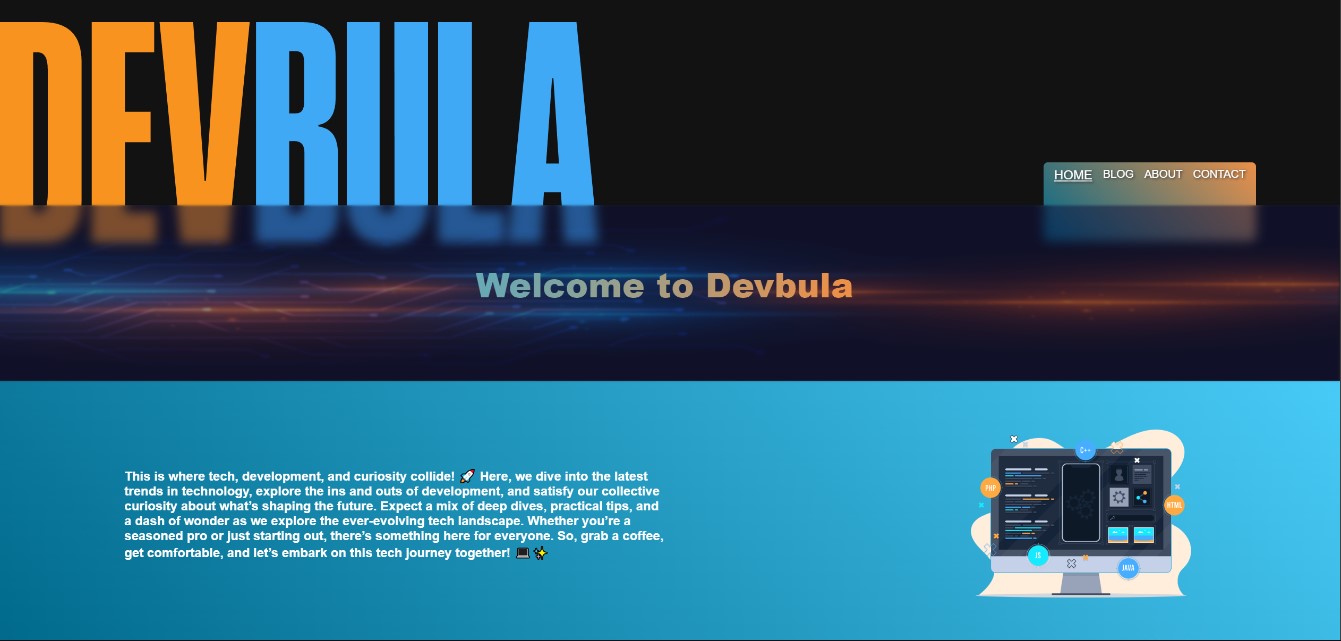 DEVBULA
HOME BLOG ABOUT CONTACT
Welcome to Devbula
This is where tech, development, and curiosity collide! 🚀 Here, we dive into the latest
trends in technology, explore the ins and outs of development, and satisfy our collective
curiosity about what's shaping the future. Expect a mix of deep dives, practical tips, and
a dash of wonder as we explore the ever-evolving tech landscape. Whether you're a
seasoned pro or just starting out, there's something here for everyone. So, grab a coffee,
get comfortable, and let's embark on this tech journey together! 💻✨
C++
PHP
HTML
JS
JAVA